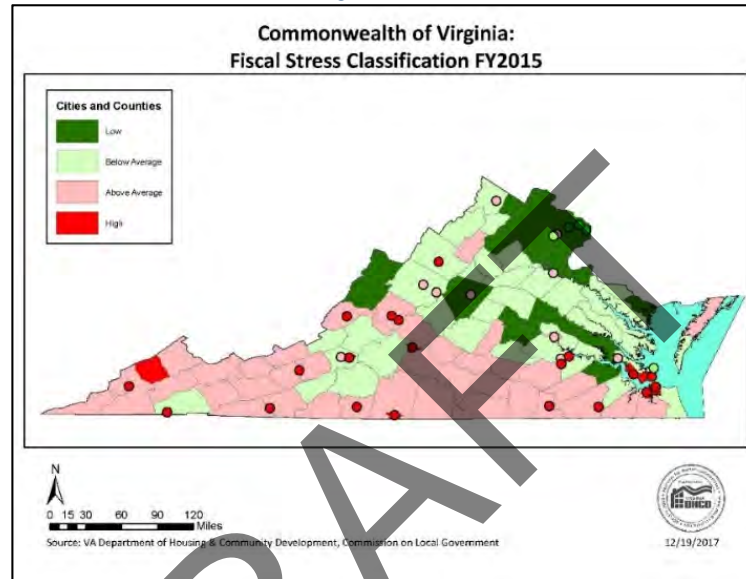 Commonwealth of Virginia:
Fiscal Stress Classification FY2015
Cities and Counties
Low
Below Average
Above Average
High
DRAFT
N
0 15 30 60 90 120
Miles
DHCD
Source: VA Department of Housing & Community Development, Commission on Local Government
12/19/2017